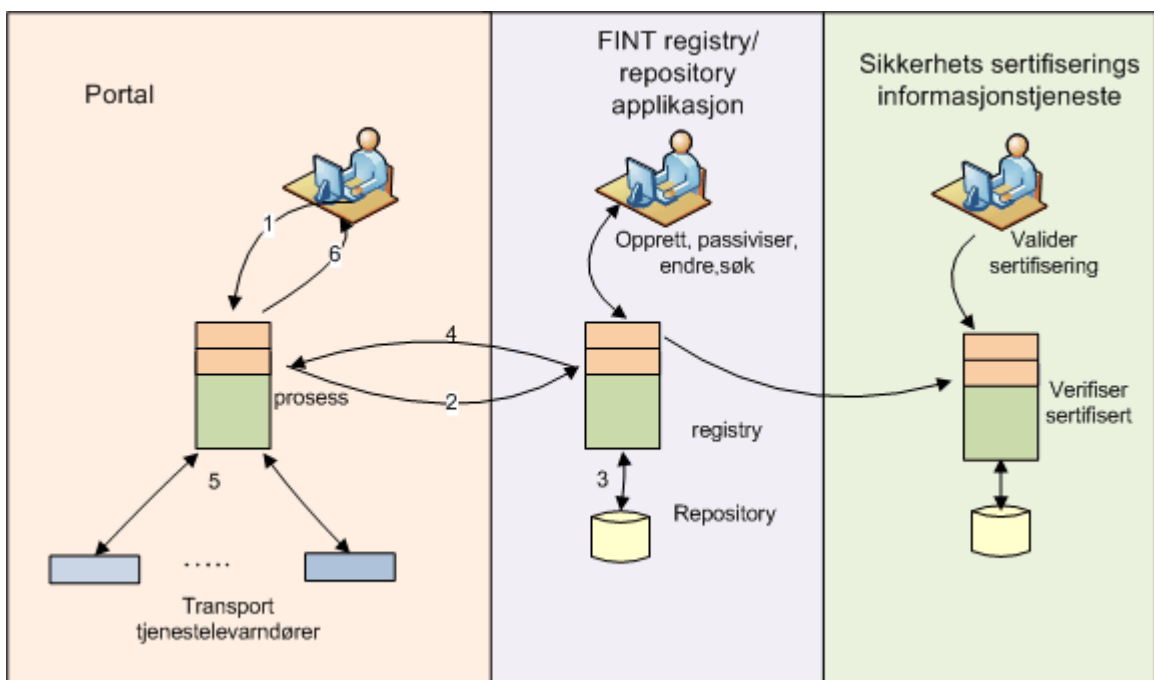 Portal
1
6
prosess
5
.....
Transport
tjenestelevarndører
4
2
FINT registry/
repository
applikasjon
Opprett, passiviser,
endre,søk
registry
3
Repository
Sikkerhets sertifiserings
informasjonstjeneste
Valider
sertifisering
Verifiser
sertifisert